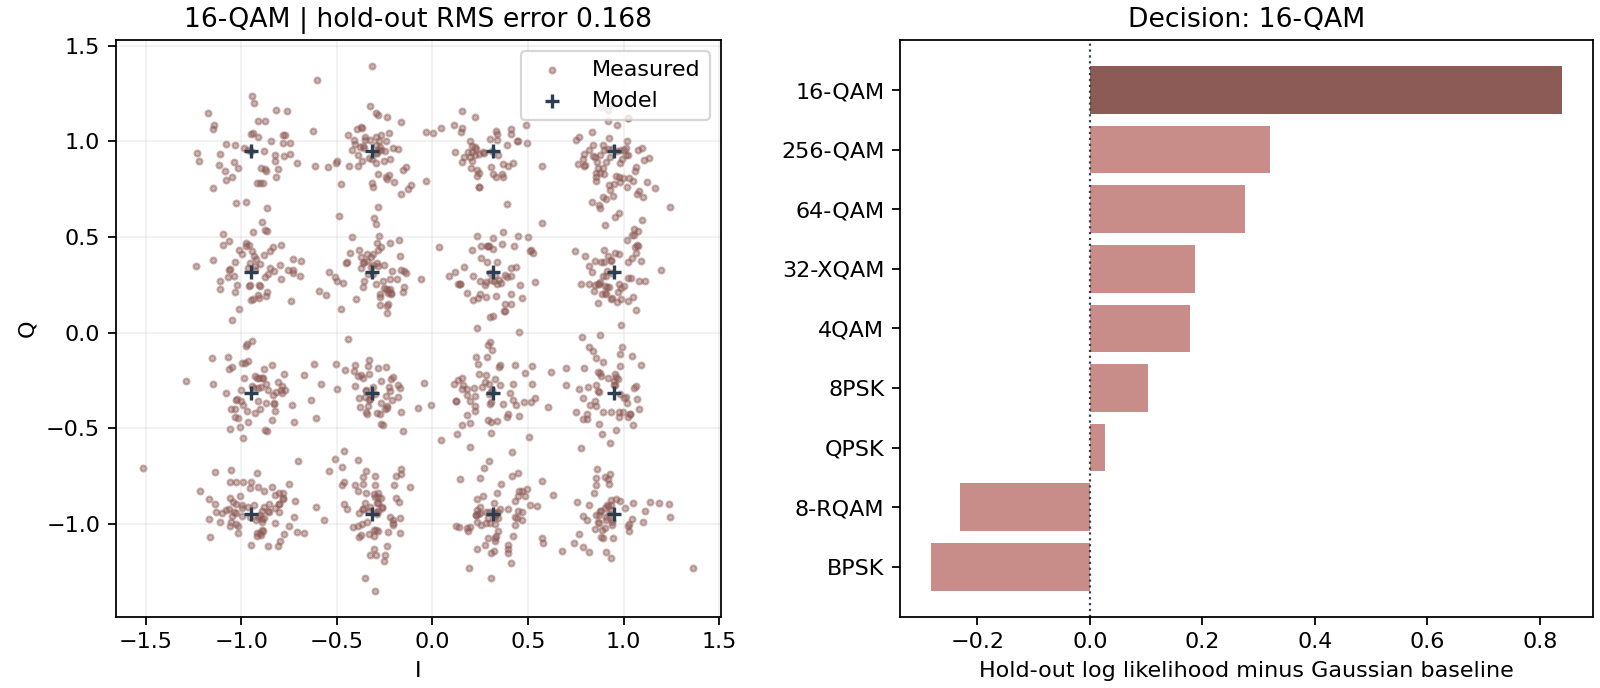 16-QAM | hold-out RMS error 0.168
Measured
Model
1.5
1.0
0.5
0.0
−0.5
−1.0
Q
−1.5
−1.0
−0.5
0.0
0.5
1.0
1.5
I
Decision: 16-QAM
16-QAM
256-QAM
64-QAM
32-XQAM
4QAM
8PSK
QPSK
8-RQAM
BPSK
−0.2
0.0
0.2
0.4
0.6
0.8
Hold-out log likelihood minus Gaussian baseline